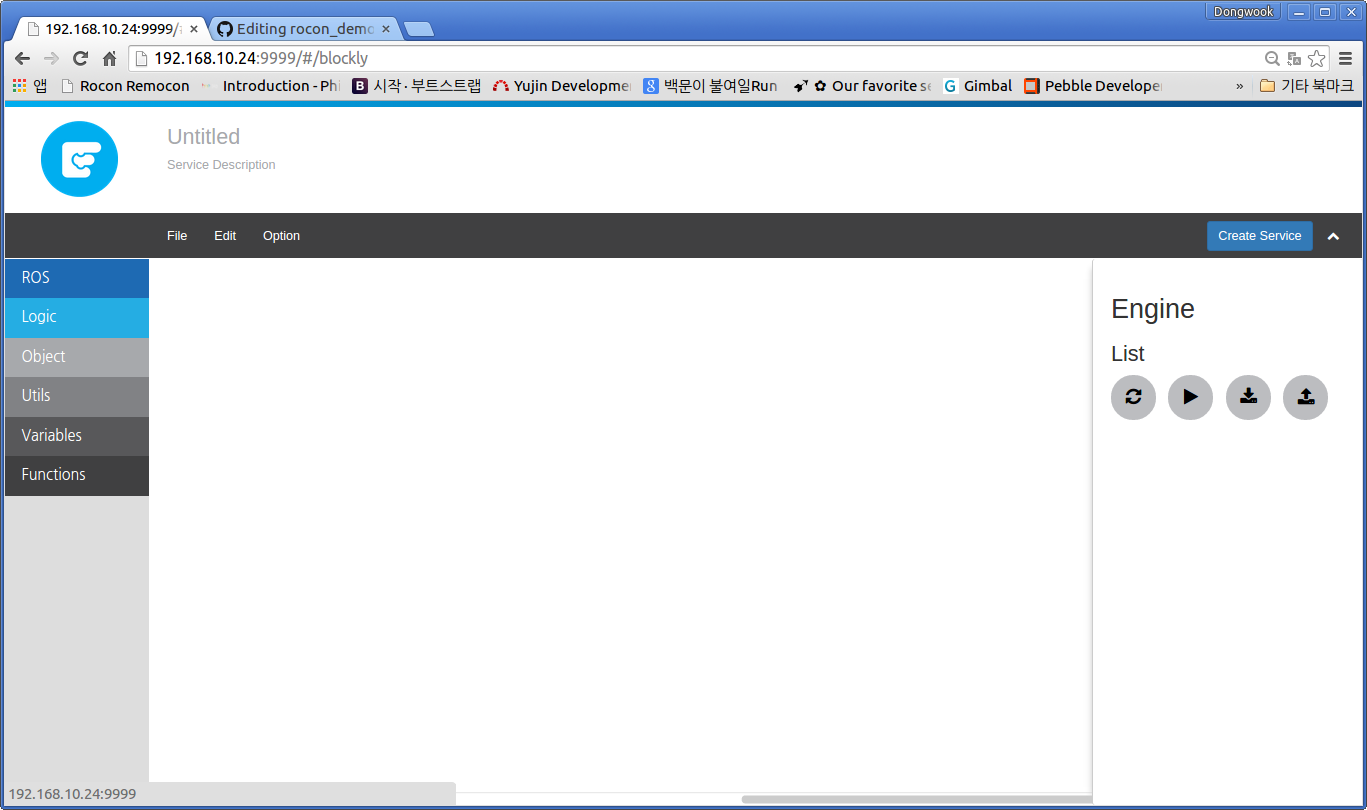 Dongwook
192.168.10.24:9999/ Editing rocon_demo
192.168.10.24:9999/#/blockly
앱 Rocon Remocon Introduction - Phi B 시작 · 부트스트랩 Yujin Developme g 백문이 불여일Run Our favorite se G Gimbal Pebble Develope » 기타 북마크
Untitled
Service Description
File Edit Option Create Service
ROS
Logic
Object
Utils
Variables
Functions
Engine
List
192.168.10.24:9999